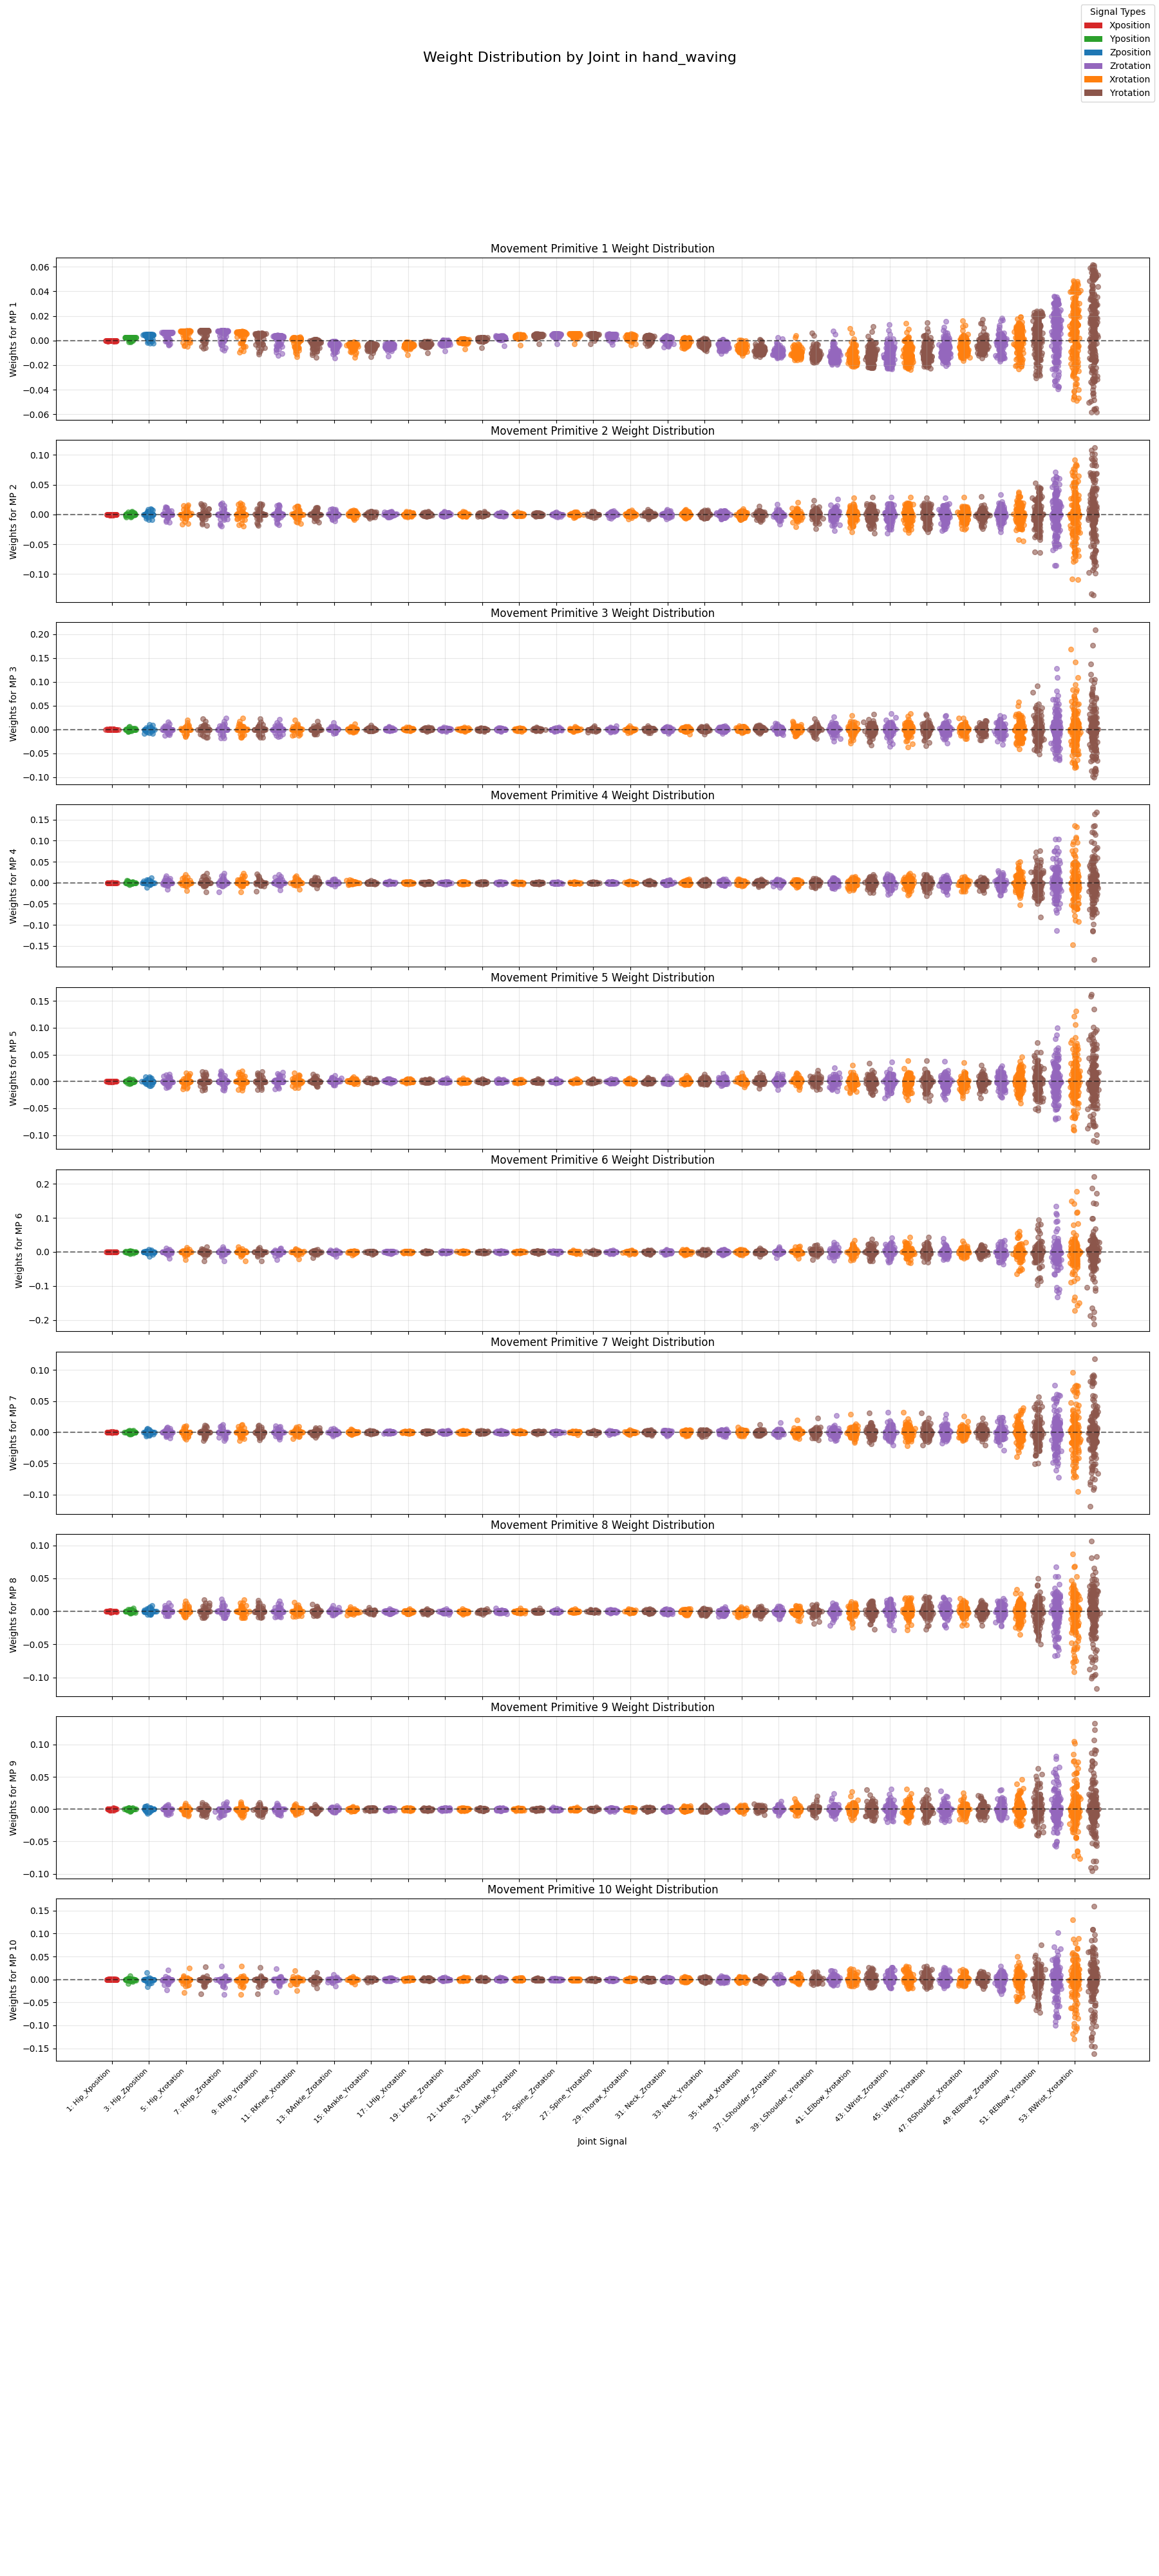 Signal Types
Xposition
Yposition
Zposition
Zrotation
Xrotation
Yrotation
Weight Distribution by Joint in hand_waving
Movement Primitive 1 Weight Distribution
Weights for MP 1
0.06
0.04
0.02
0.00
−0.02
−0.04
−0.06
Movement Primitive 2 Weight Distribution
Weights for MP 2
0.10
0.05
0.00
−0.05
−0.10
Movement Primitive 3 Weight Distribution
Weights for MP 3
0.20
0.15
0.10
0.05
0.00
−0.05
−0.10
Movement Primitive 4 Weight Distribution
Weights for MP 4
0.15
0.10
0.05
0.00
−0.05
−0.10
−0.15
Movement Primitive 5 Weight Distribution
Weights for MP 5
0.15
0.10
0.05
0.00
−0.05
−0.10
Movement Primitive 6 Weight Distribution
Weights for MP 6
0.2
0.1
0.0
−0.1
−0.2
Movement Primitive 7 Weight Distribution
Weights for MP 7
0.10
0.05
0.00
−0.05
−0.10
Movement Primitive 8 Weight Distribution
Weights for MP 8
0.10
0.05
0.00
−0.05
−0.10
Movement Primitive 9 Weight Distribution
Weights for MP 9
0.10
0.05
0.00
−0.05
−0.10
Movement Primitive 10 Weight Distribution
Weights for MP 10
0.15
0.10
0.05
0.00
−0.05
−0.10
−0.15
1: Hip_Xposition
3: Hip_Zposition
5: Hip_Xrotation
7: RHip_Zrotation
9: RHip_Yrotation
11: RKnee_Xrotation
13: RAnkle_Zrotation
15: RAnkle_Yrotation
17: LHip_Xrotation
19: LKnee_Zrotation
21: LKnee_Yrotation
23: LAnkle_Xrotation
25: Spine_Zrotation
27: Spine_Yrotation
29: Thorax_Xrotation
31: Neck_Zrotation
33: Neck_Yrotation
35: Head_Xrotation
37: LShoulder_Zrotation
39: LShoulder_Yrotation
41: LElbow_Xrotation
43: LWrist_Zrotation
45: LWrist_Yrotation
47: RShoulder_Xrotation
49: RElbow_Zrotation
51: RElbow_Yrotation
53: RWrist_Xrotation
Joint Signal